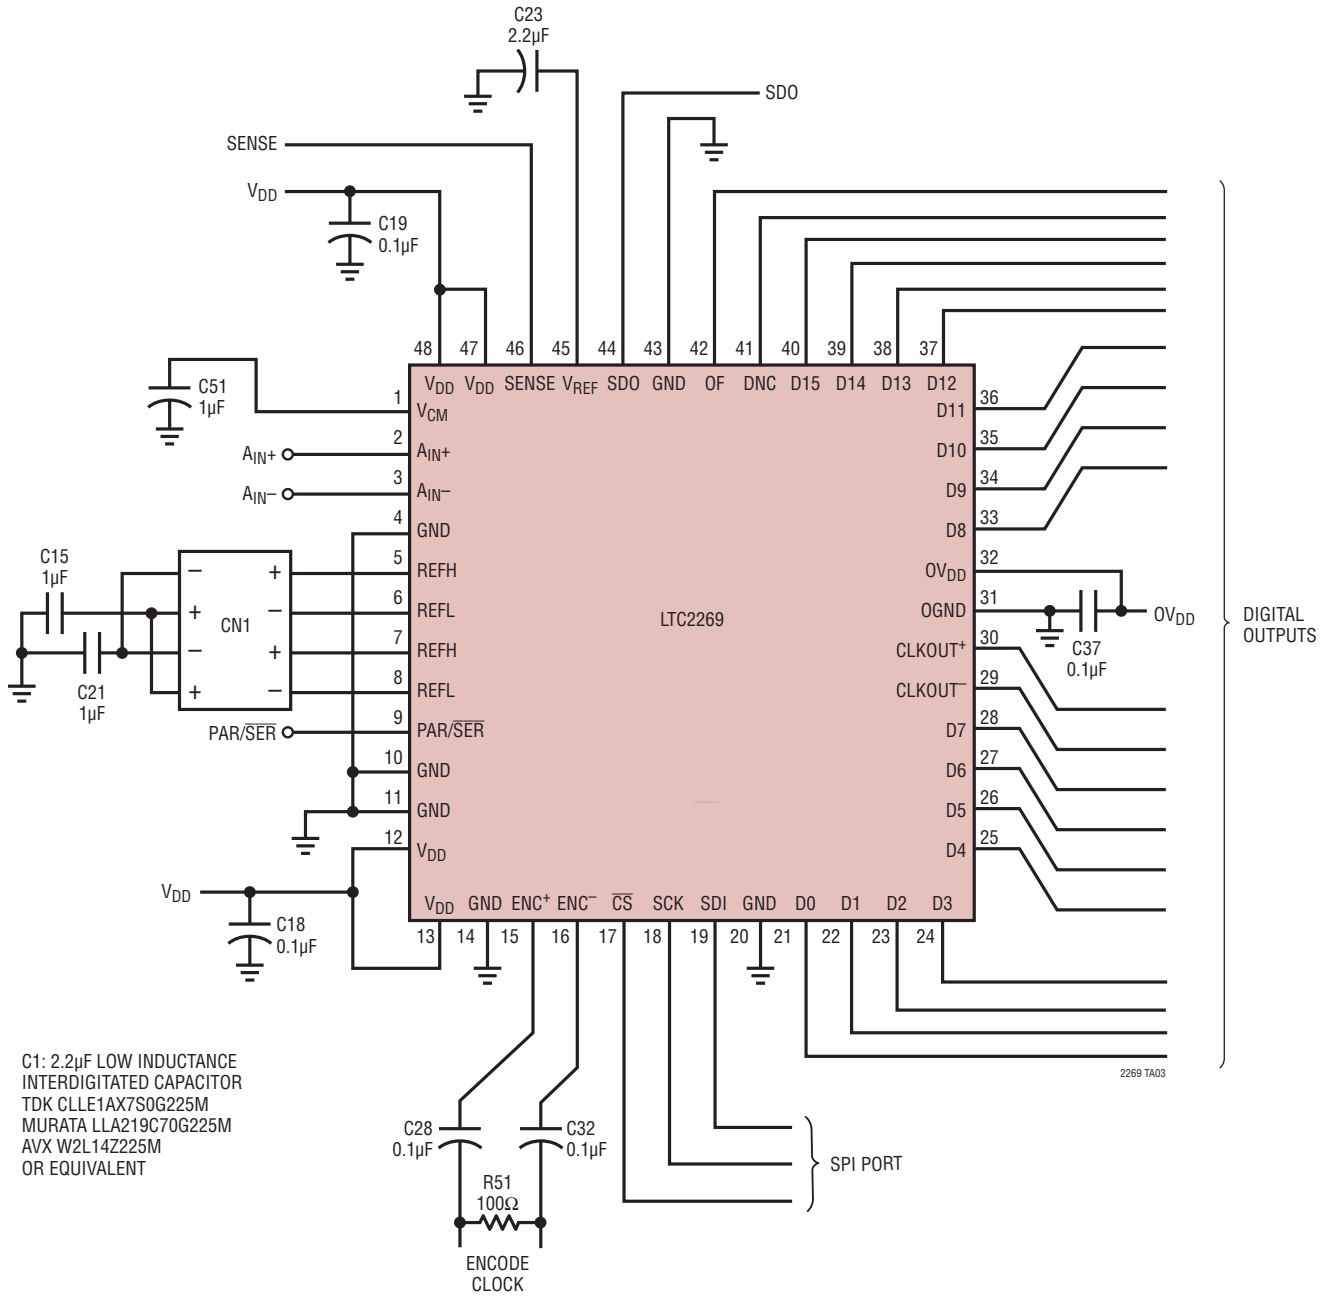 C23
2.2µF
SDO
SENSE
VDD
C19
0.1µF
48
47
46
45
44
43
42
41
40
39
38
37
VDD
VDD
SENSE
VREF
SDO
GND
OF
DNC
D15
D14
D13
D12
C51
1µF
1
VCM
2
AIN+
AIN+
3
AIN–
AIN–
4
GND
5
REFH
6
REFL
7
REFH
8
REFL
9
PAR/SER
PAR/SER
10
GND
11
GND
12
VDD
C15
1µF
C21
1µF
–
+
–
+
CN1
+
–
+
–
LTC2269
36
D11
35
D10
34
D9
33
D8
32
OVDD
31
OGND
30
CLKOUT+
29
CLKOUT–
28
D7
27
D6
26
D5
25
D4
C37
0.1µF
OVDD
DIGITAL
OUTPUTS
VDD
C18
0.1µF
VDD
GND
ENC+
ENC–
CS
SCK
SDI
GND
D0
D1
D2
D3
13
14
15
16
17
18
19
20
21
22
23
24
C1: 2.2µF LOW INDUCTANCE
INTERDIGITATED CAPACITOR
TDK CLLE1AX7S0G225M
MURATA LLA219C70G225M
AVX W2L14Z225M
OR EQUIVALENT
2269 TA03
C28
0.1µF
C32
0.1µF
SPI PORT
R51
100Ω
ENCODE
CLOCK